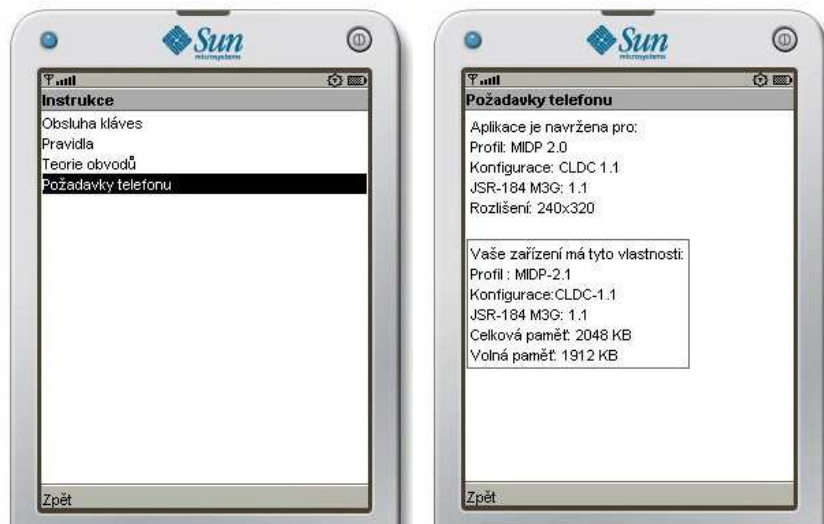 Sun
microsystems
Instrukce
Obsluha kláves
Pravidla
Teorie obvodů
Požadavky telefonu
Zpět
Sun
microsystems
Požadavky telefonu
Aplikace je navržena pro:
Profil: MIDP 2.0
Konfigurace: CLDC 1.1
JSR-184 M3G: 1.1
Rozlišení: 240x320
Vaše zařízení má tyto vlastnosti:
Profil : MIDP-2.1
Konfigurace:CLDC-1.1
JSR-184 M3G: 1.1
Celková paměť: 2048 KB
Volná paměť: 1912 KB
Zpět